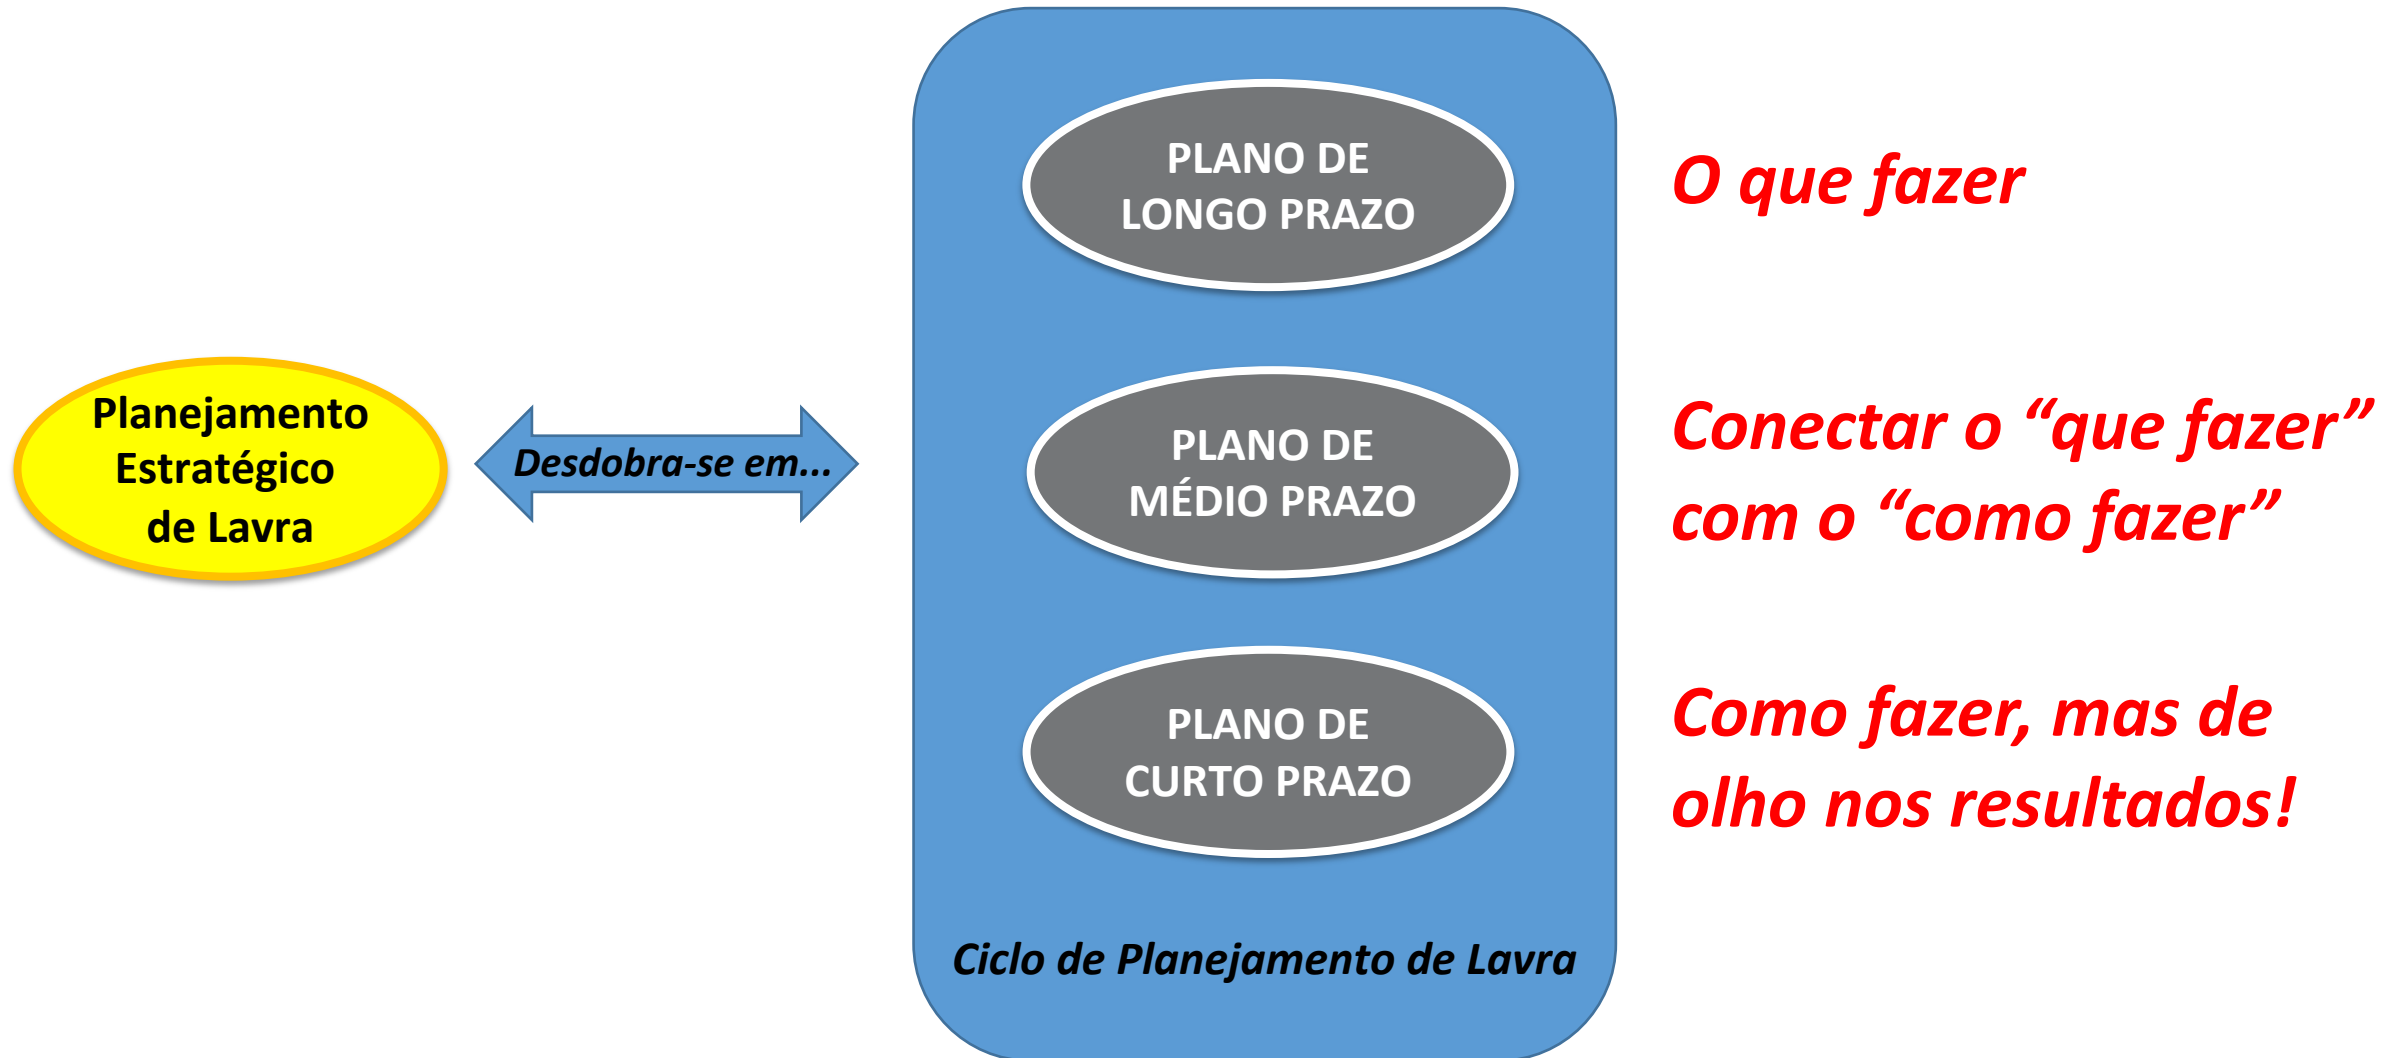 Planejamento
Estratégico
de Lavra
Desdobra-se em...
PLANO DE
LONGO PRAZO
O que fazer
PLANO DE
MÉDIO PRAZO
Conectar o “que fazer”
com o “como fazer”
PLANO DE
CURTO PRAZO
Como fazer, mas de
olho nos resultados!
Ciclo de Planejamento de Lavra